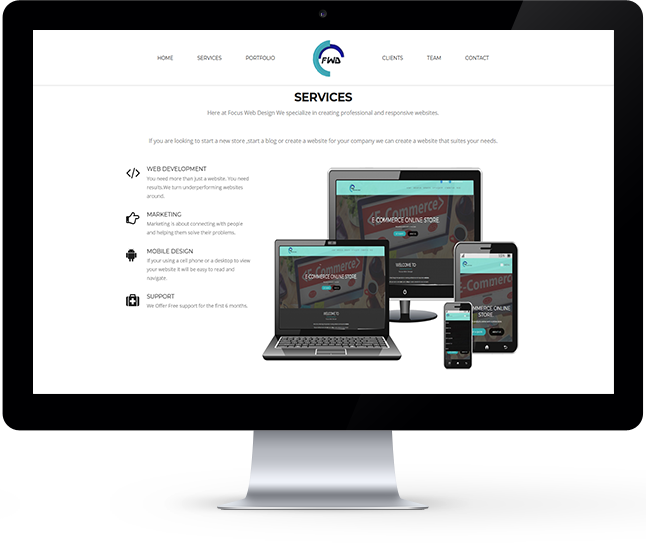 HOME SERVICES PORTFOLIO FWD CLIENTS TEAM CONTACT
SERVICES
Here at Focus Web Design We specialize in creating professional and responsive websites.
If you are looking to start a new store ,start a blog or create a website for your company we can create a website that suites your needs.
</> WEB DEVELOPMENT
You need more than just a website. You need
results.We turn underperforming websites
around.
MARKETING
Marketing is about connecting with people
and helping them solve their problems.
MOBILE DESIGN
If your using a cell phone or a desktop to view
your website It will be easy to read and
navigate.
SUPPORT
We Offer Free support for the first 6 months.
E-Commerce
E-COMMERCE ONLINE STORE
WELCOME TO
0
E-Commerce
E-COMMERCE ONLINE STORE
WELCOME TO
E-Commerce
E-COMMERCE ONLINE
STORE